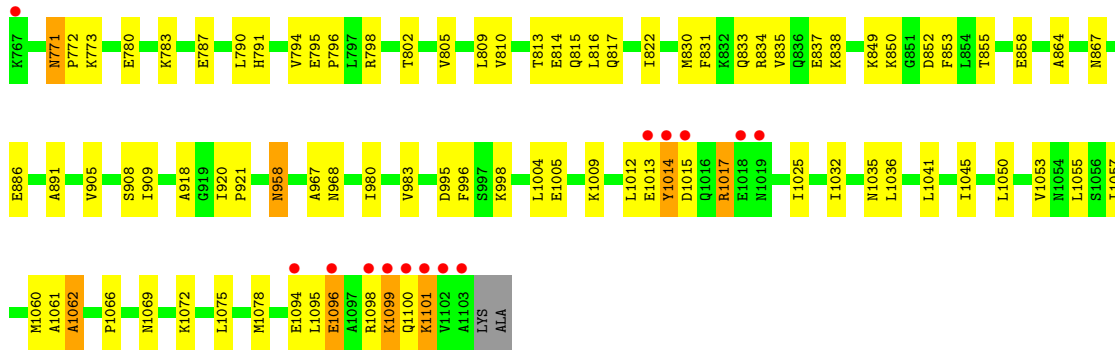 K767 N771 P772 K773 E780 K783 E787 L790 H791 V794 E795 P796 L797 R798 T802 V805 L809 V810 T813 E814 Q815 L816 Q817 I822 M830 F831 K832 Q833 R834 V835 Q836 E837 K838 K849 K850 G851 D852 F853 L854 T855 E858 A864 N867
E886 A891 V905 S908 I909 A918 G919 I920 P921 N958 A967 N968 I980 V983 D995 F996 S997 K998 L1004 E1005 K1009 L1012 E1013 Y1014 D1015 Q1016 R1017 E1018 N1019 I1025 I1032 N1035 L1036 L1041 I1045 L1050 V1053 N1054 L1055 S1056
M1060 A1061 A1062 P1066 N1069 K1072 L1075 M1078 E1094 L1095 E1096 A1097 R1098 K1099 Q1100 K1101 V1102 A1103 LYS ALA